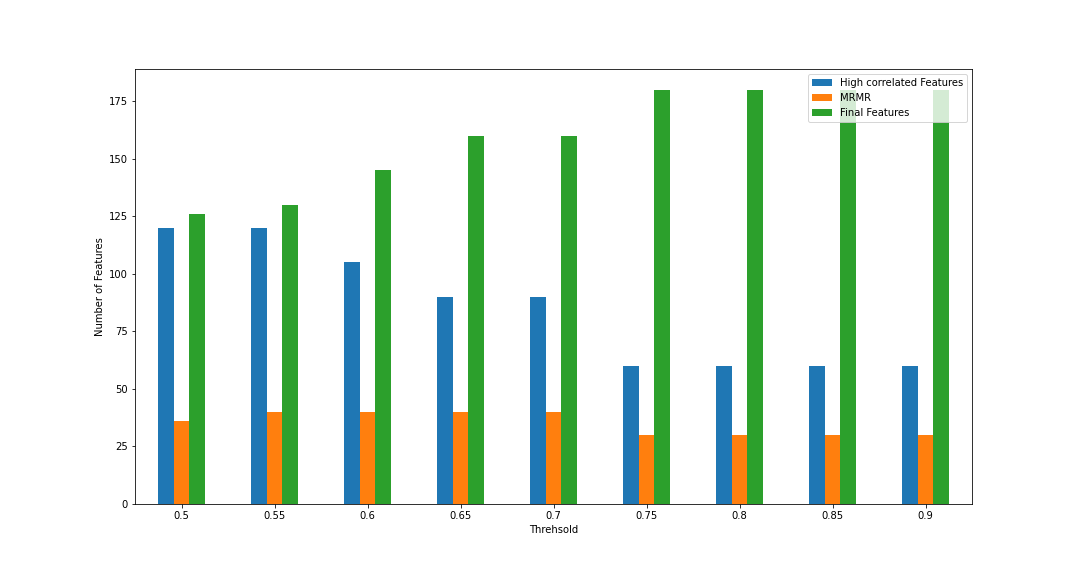 High correlated Features
MRMR
Final Features
175
150
125
100
75
50
25
0
Number of Features
0.5 0.55 0.6 0.65 0.7 0.75 0.8 0.85 0.9
Threhsold